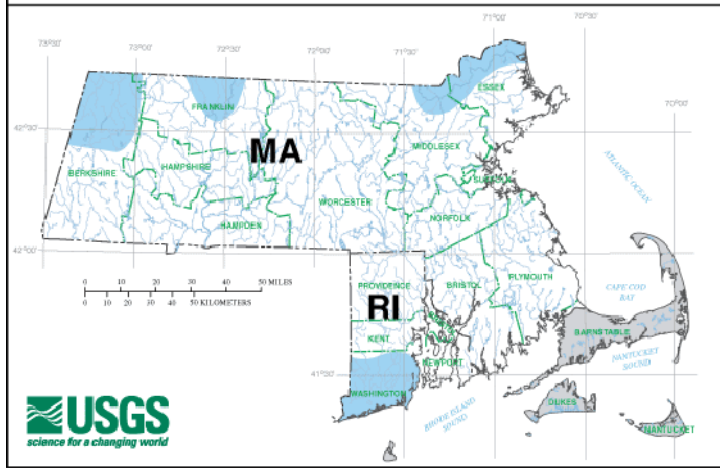 71°00'
73°30'
73°00'
72°30'
72°00'
71°30'
70°00'
ESSEX
FRANKLIN
42°30'
MIDDLESEX
MA
HAMPSHIRE
BERKSHIRE
ATLANTIC OCEAN
WORCESTER
NORFOLK
HAMPDEN
42°00'
0 10 20 30 40 50 MILES
0 10 20 30 40 50 KILOMETERS
PROVIDENCE
BRISTOL
PLYMOUTH
CAPE COD
BAY
RI
BARNSTABLE
KENT
NANTUCKET
SOUND
NEWPORT
41°30'
WASHINGTON
DUKES
RHODE ISLAND
SOUND
NANTUCKET
USGS
science for a changing world